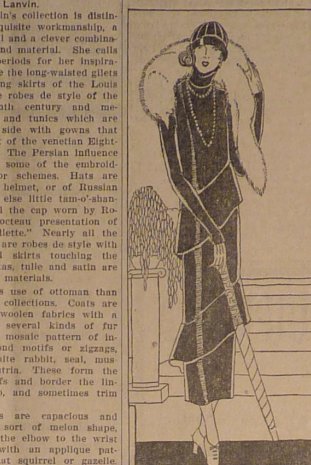 Lanvin.
in's collection is distin-
quisite workmanship, a
l and a clever combina-
nd material. She calls
periods for her inspira-
e the long-waisted gilets
ng skirts of the Louis
e robes de style of the
nth century and me-
and tunics which are
side with gowns that
t of the venetian Eight-
The Persian influence
some of the embroid-
or schemes. Hats are
helmet, or of Russian
else little tam-o'-shan-
d the cap worn by Ro-
octeau presentation of
liette." Nearly all the
are robes de style with
l skirts touching the
tas, tulle and satin are
materials.
s use of ottoman than
collections. Coats are
woolen fabrics with a
several kinds of fur
mosaic pattern of in-
ond motifs or zigzags,
ite rabbit, seal, mus-
tria. These form the
fs and border the lin-
o, and sometimes trim
s are capacious and
sort of melon shape,
the elbow to the wrist
with an applique pat-
at squirrel or gazelle.